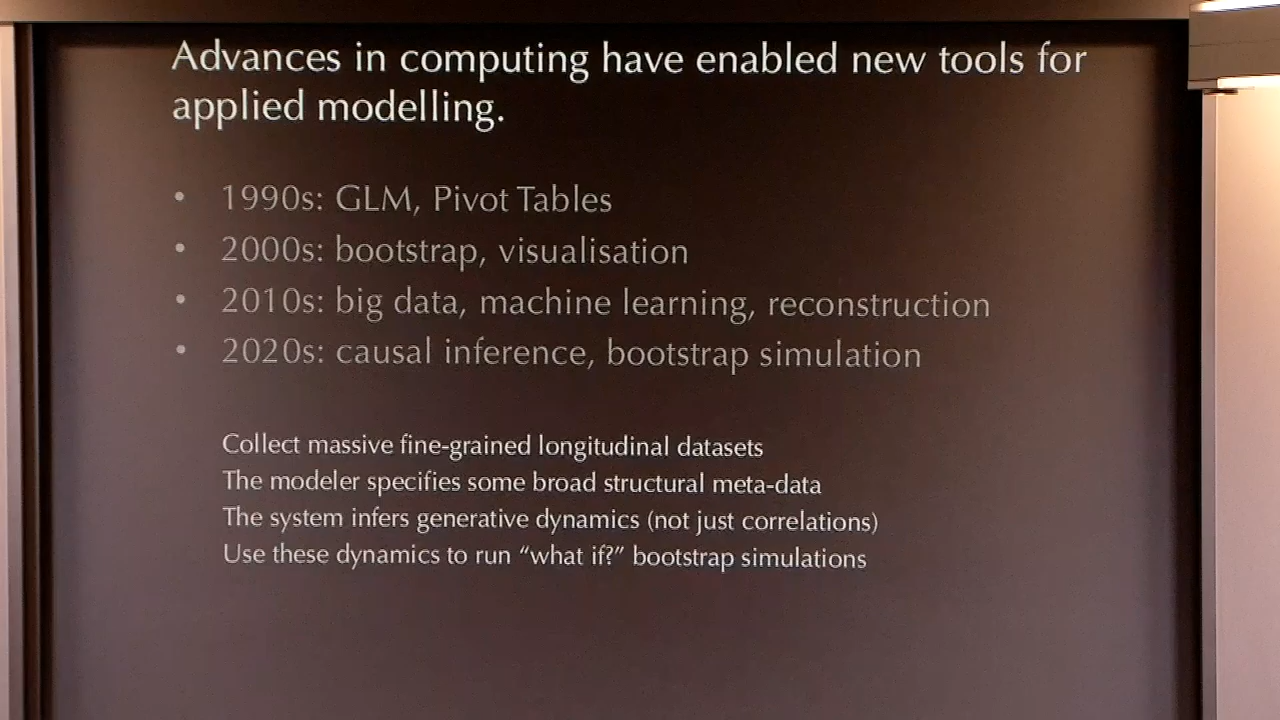 Advances in computing have enabled new tools for
applied modelling.
• 1990s: GLM, Pivot Tables
• 2000s: bootstrap, visualisation
• 2010s: big data, machine learning, reconstruction
• 2020s: causal inference, bootstrap simulation
Collect massive fine-grained longitudinal datasets
The modeler specifies some broad structural meta-data
The system infers generative dynamics (not just correlations)
Use these dynamics to run “what if?” bootstrap simulations